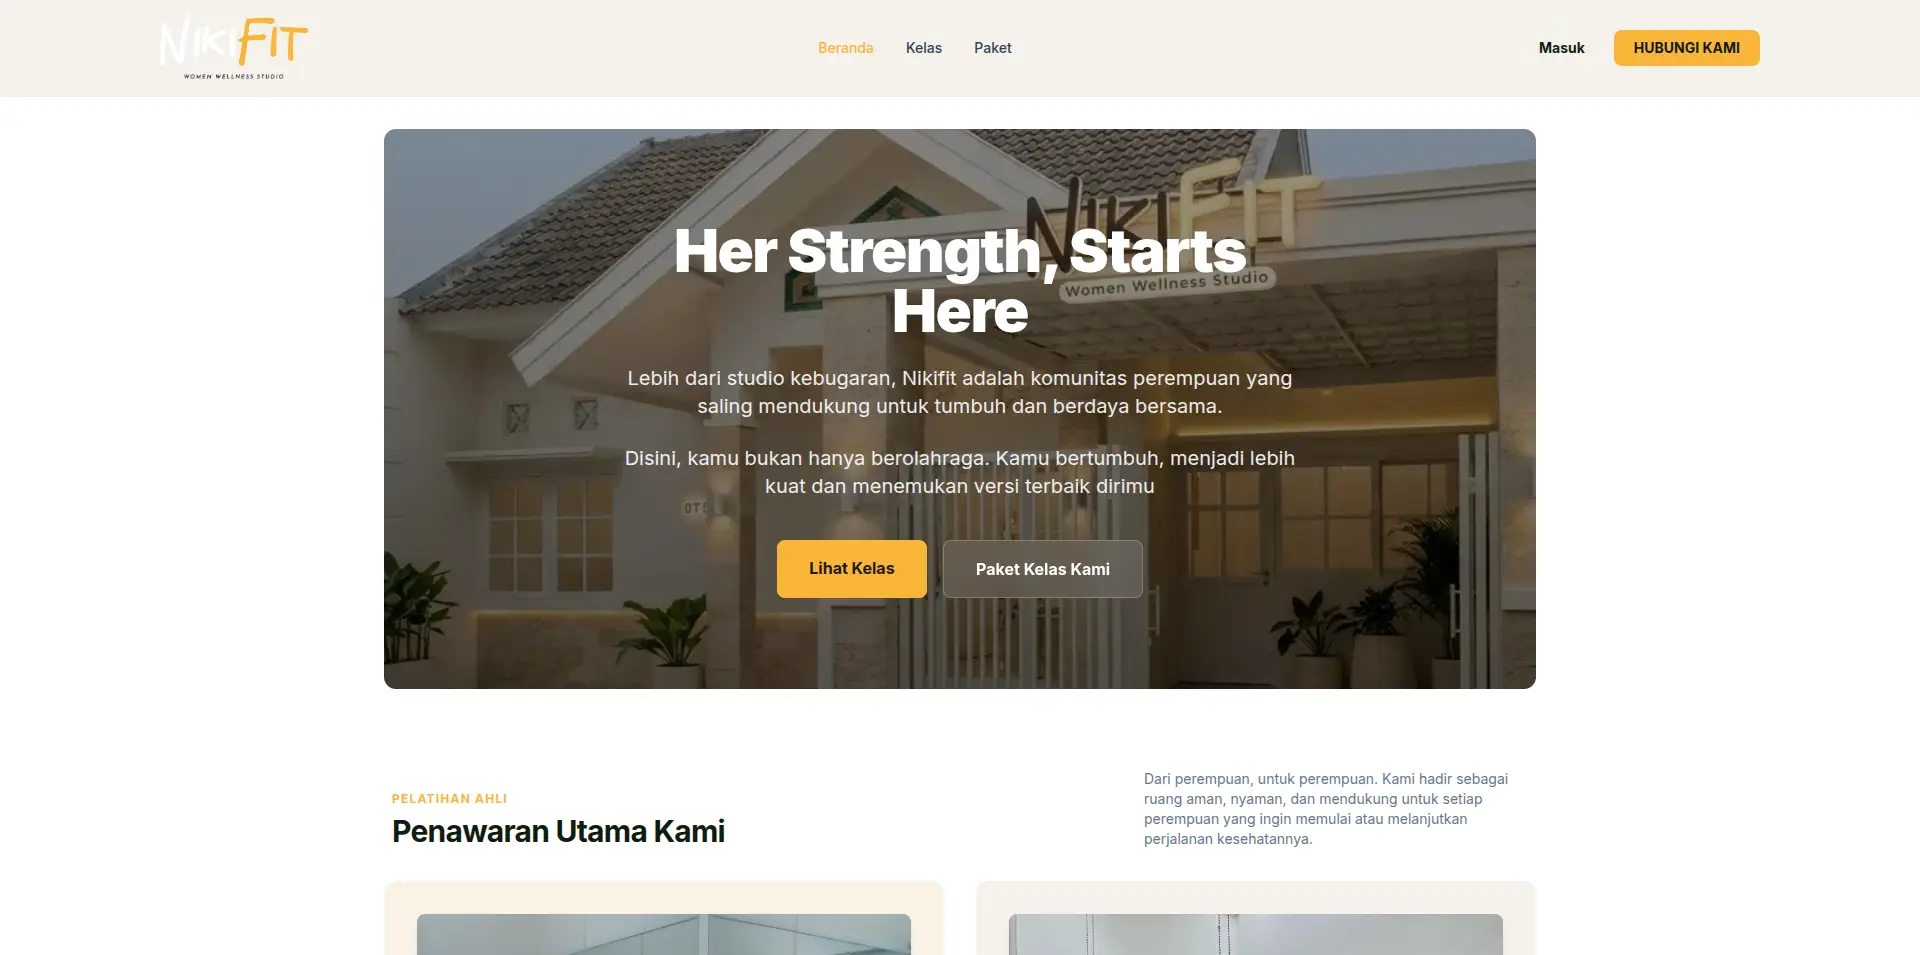 NIKIFIT
WOMEN WELLNESS STUDIO
Beranda
Kelas
Paket
Masuk
HUBUNGI KAMI
NIKIFIT
Women Wellness Studio
Her Strength, Starts
Here
Lebih dari studio kebugaran, Nikifit adalah komunitas perempuan yang
saling mendukung untuk tumbuh dan berdaya bersama.
Disini, kamu bukan hanya berolahraga. Kamu bertumbuh, menjadi lebih
kuat dan menemukan versi terbaik dirimu
Lihat Kelas
Paket Kelas Kami
PELATIHAN AHLI
Penawaran Utama Kami
Dari perempuan, untuk perempuan. Kami hadir sebagai
ruang aman, nyaman, dan mendukung untuk setiap
perempuan yang ingin memulai atau melanjutkan
perjalanan kesehatannya.